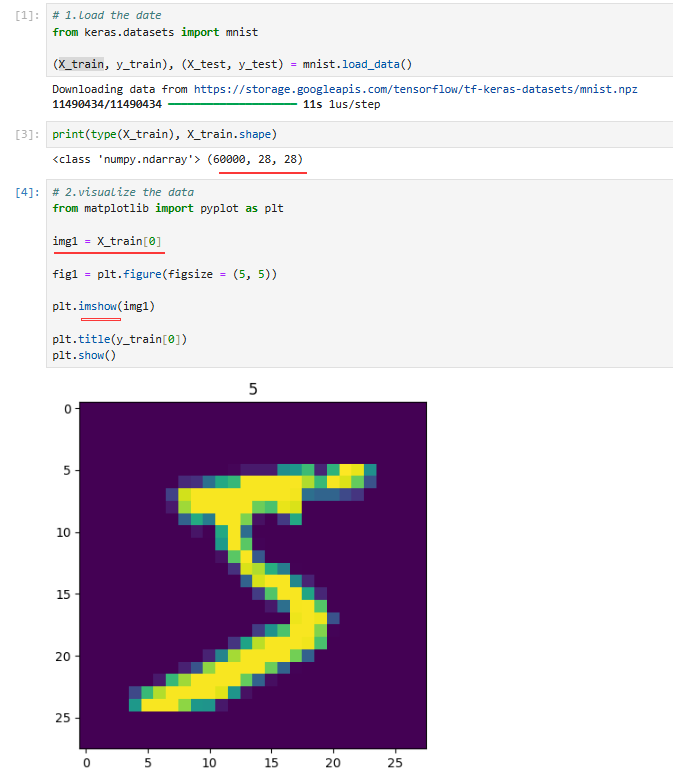 [1]: # 1.load the date
from keras.datasets import mnist
(X_train, y_train), (X_test, y_test) = mnist.load_data()
Downloading data from https://storage.googleapis.com/tensorflow/tf-keras-datasets/mnist.npz
11490434/11490434 ━━━━━━━━━━━━━━━━━━━━ 11s 1us/step
[3]: print(type(X_train), X_train.shape)
<class 'numpy.ndarray'> (60000, 28, 28)
[4]: # 2.visualize the data
from matplotlib import pyplot as plt
img1 = X_train[0]
fig1 = plt.figure(figsize = (5, 5))
plt.imshow(img1)
plt.title(y_train[0])
plt.show()
5
0
5
10
15
20
25
0 5 10 15 20 25